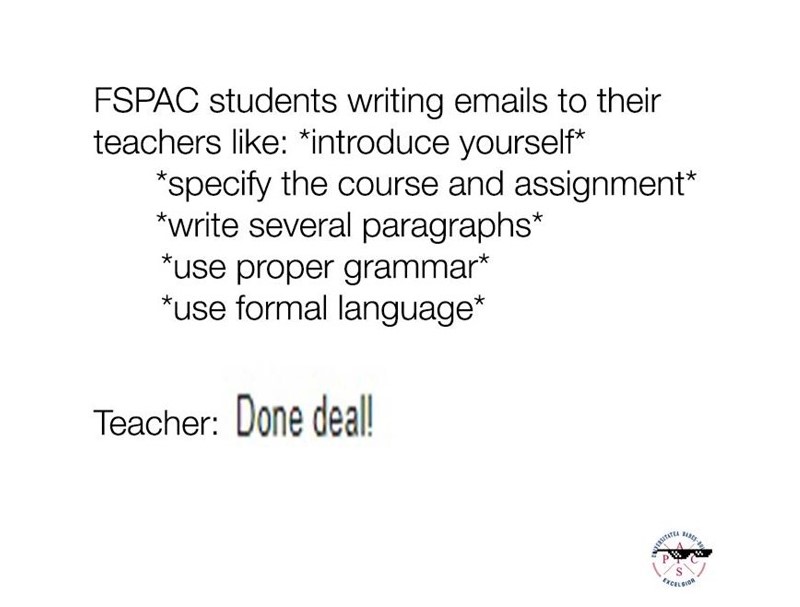 FSPAC students writing emails to their
teachers like: *introduce yourself*
*specify the course and assignment*
*write several paragraphs*
*use proper grammar*
*use formal language*
Teacher: Done deal!
A
P C
S
EXCELSIOR